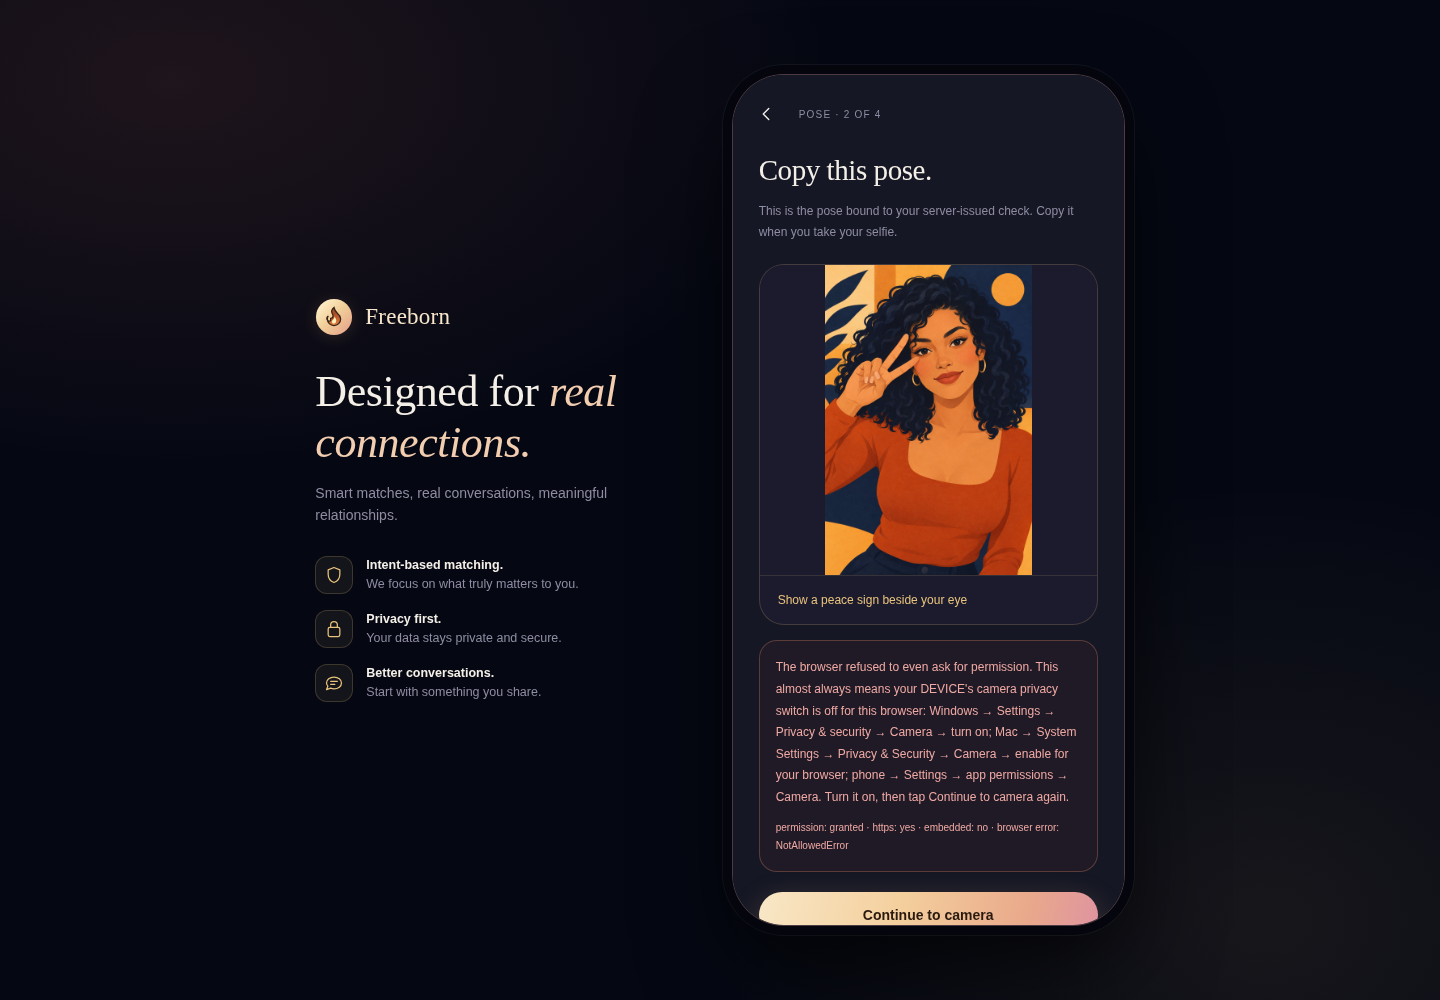 Freeborn
Designed for real
connections.
Smart matches, real conversations, meaningful
relationships.
Intent-based matching.
We focus on what truly matters to you.
Privacy first.
Your data stays private and secure.
Better conversations.
Start with something you share.
POSE · 2 OF 4
Copy this pose.
This is the pose bound to your server-issued check. Copy it
when you take your selfie.
Show a peace sign beside your eye
The browser refused to even ask for permission. This
almost always means your DEVICE's camera privacy
switch is off for this browser: Windows → Settings →
Privacy & security → Camera → turn on; Mac → System
Settings → Privacy & Security → Camera → enable for
your browser; phone → Settings → app permissions →
Camera. Turn it on, then tap Continue to camera again.
permission: granted · https: yes · embedded: no · browser error:
NotAllowedError
Continue to camera